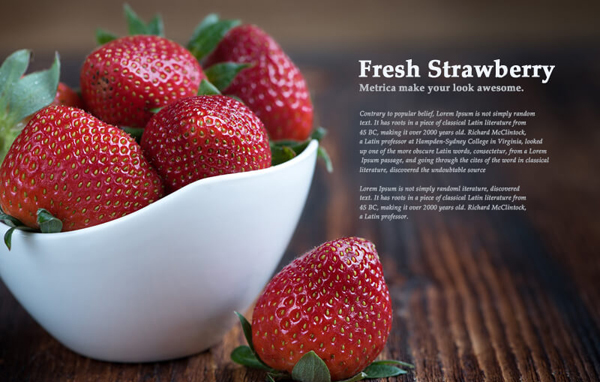 Fresh Strawberry
Metrica make your look awesome.
Contrary to popular belief, Lorem Ipsum is not simply random
text. It has roots in a piece of classical Latin literature from
45 BC, making it over 2000 years old. Richard McClintock,
a Latin professor at Hampden-Sydney College in Virginia, looked
up one of the more obscure Latin words, consectetur, from a Lorem
Ipsum passage, and going through the cites of the word in classical
literature, discovered the undoubtable source
Lorem Ipsum is not simply randoml iterature, discovered
text. It has roots in a piece of classical Latin literature from
45 BC, making it over 2000 years old. Richard McClintock,
a Latin professor.